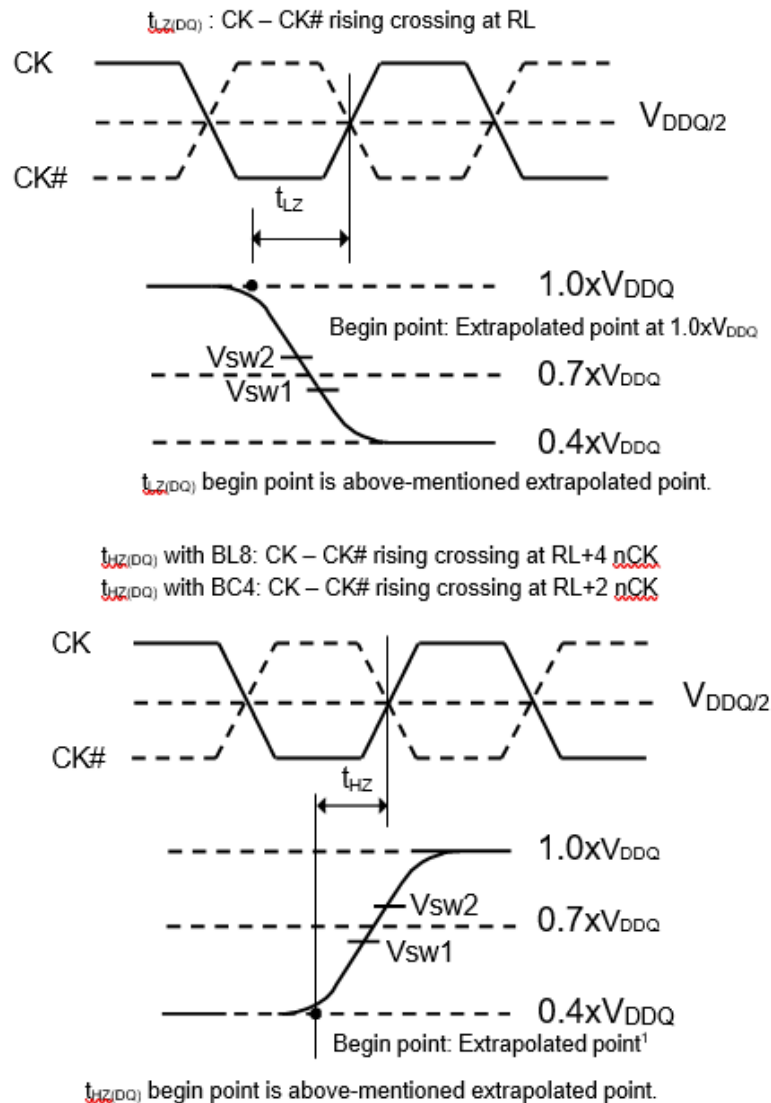 tLZ(DQ) : CK – CK# rising crossing at RL
CK
VDDQ/2
CK#
tLZ
1.0xVDDQ
Begin point: Extrapolated point at 1.0xVDDQ
Vsw2
0.7xVDDQ
Vsw1
0.4xVDDQ
tLZ(DQ) begin point is above-mentioned extrapolated point.
tHZ(DQ) with BL8: CK – CK# rising crossing at RL+4 nCK
tHZ(DQ) with BC4: CK – CK# rising crossing at RL+2 nCK
CK
VDDQ/2
CK#
tHZ
1.0xVDDQ
Vsw2
0.7xVDDQ
Vsw1
0.4xVDDQ
Begin point: Extrapolated point¹
tHZ(DQ) begin point is above-mentioned extrapolated point.